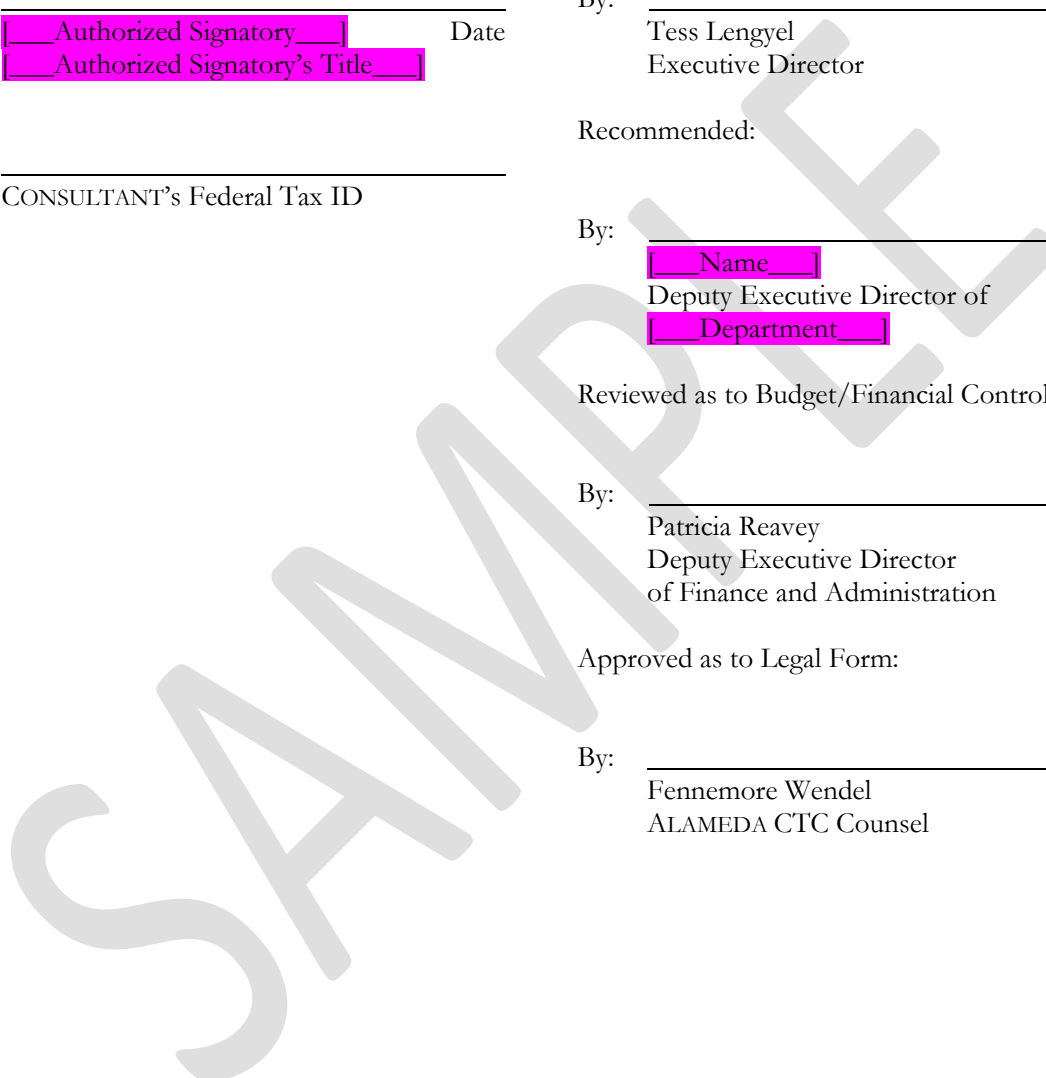 [___Authorized Signatory___] Date
[___Authorized Signatory's Title___]
CONSULTANT's Federal Tax ID
By:
Tess Lengyel
Executive Director
Recommended:
By:
[___Name___]
Deputy Executive Director of
[___Department___]
Reviewed as to Budget/Financial Control
By:
Patricia Reavey
Deputy Executive Director
of Finance and Administration
Approved as to Legal Form:
By:
Fennemore Wendel
ALAMEDA CTC Counsel
SAMPLE